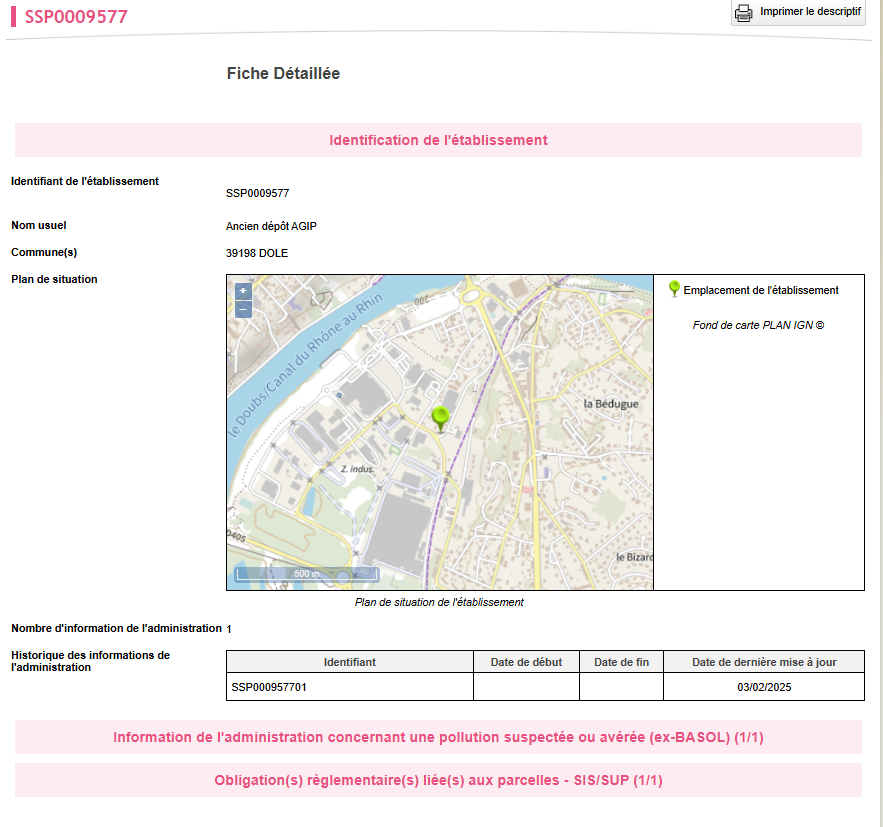 SSP0009577
Imprimer le descriptif
Fiche Détaillée
Identification de l'établissement
Identifiant de l'établissement
SSP0009577
Nom usuel
Ancien dépôt AGIP
Commune(s)
39198 DOLE
Plan de situation
+
−
le Doubs/Canal du Rhône au Rhin
200
la Bédugue
Z. indus.
D405
le Bizard
500 m
Emplacement de l'établissement
Fond de carte PLAN IGN ©
Plan de situation de l'établissement
Nombre d'information de l'administration 1
Historique des informations de
l'administration
Identifiant Date de début Date de fin Date de dernière mise à jour
SSP000957701 03/02/2025
Information de l'administration concernant une pollution suspectée ou avérée (ex-BASOL) (1/1)
Obligation(s) règlementaire(s) liée(s) aux parcelles - SIS/SUP (1/1)